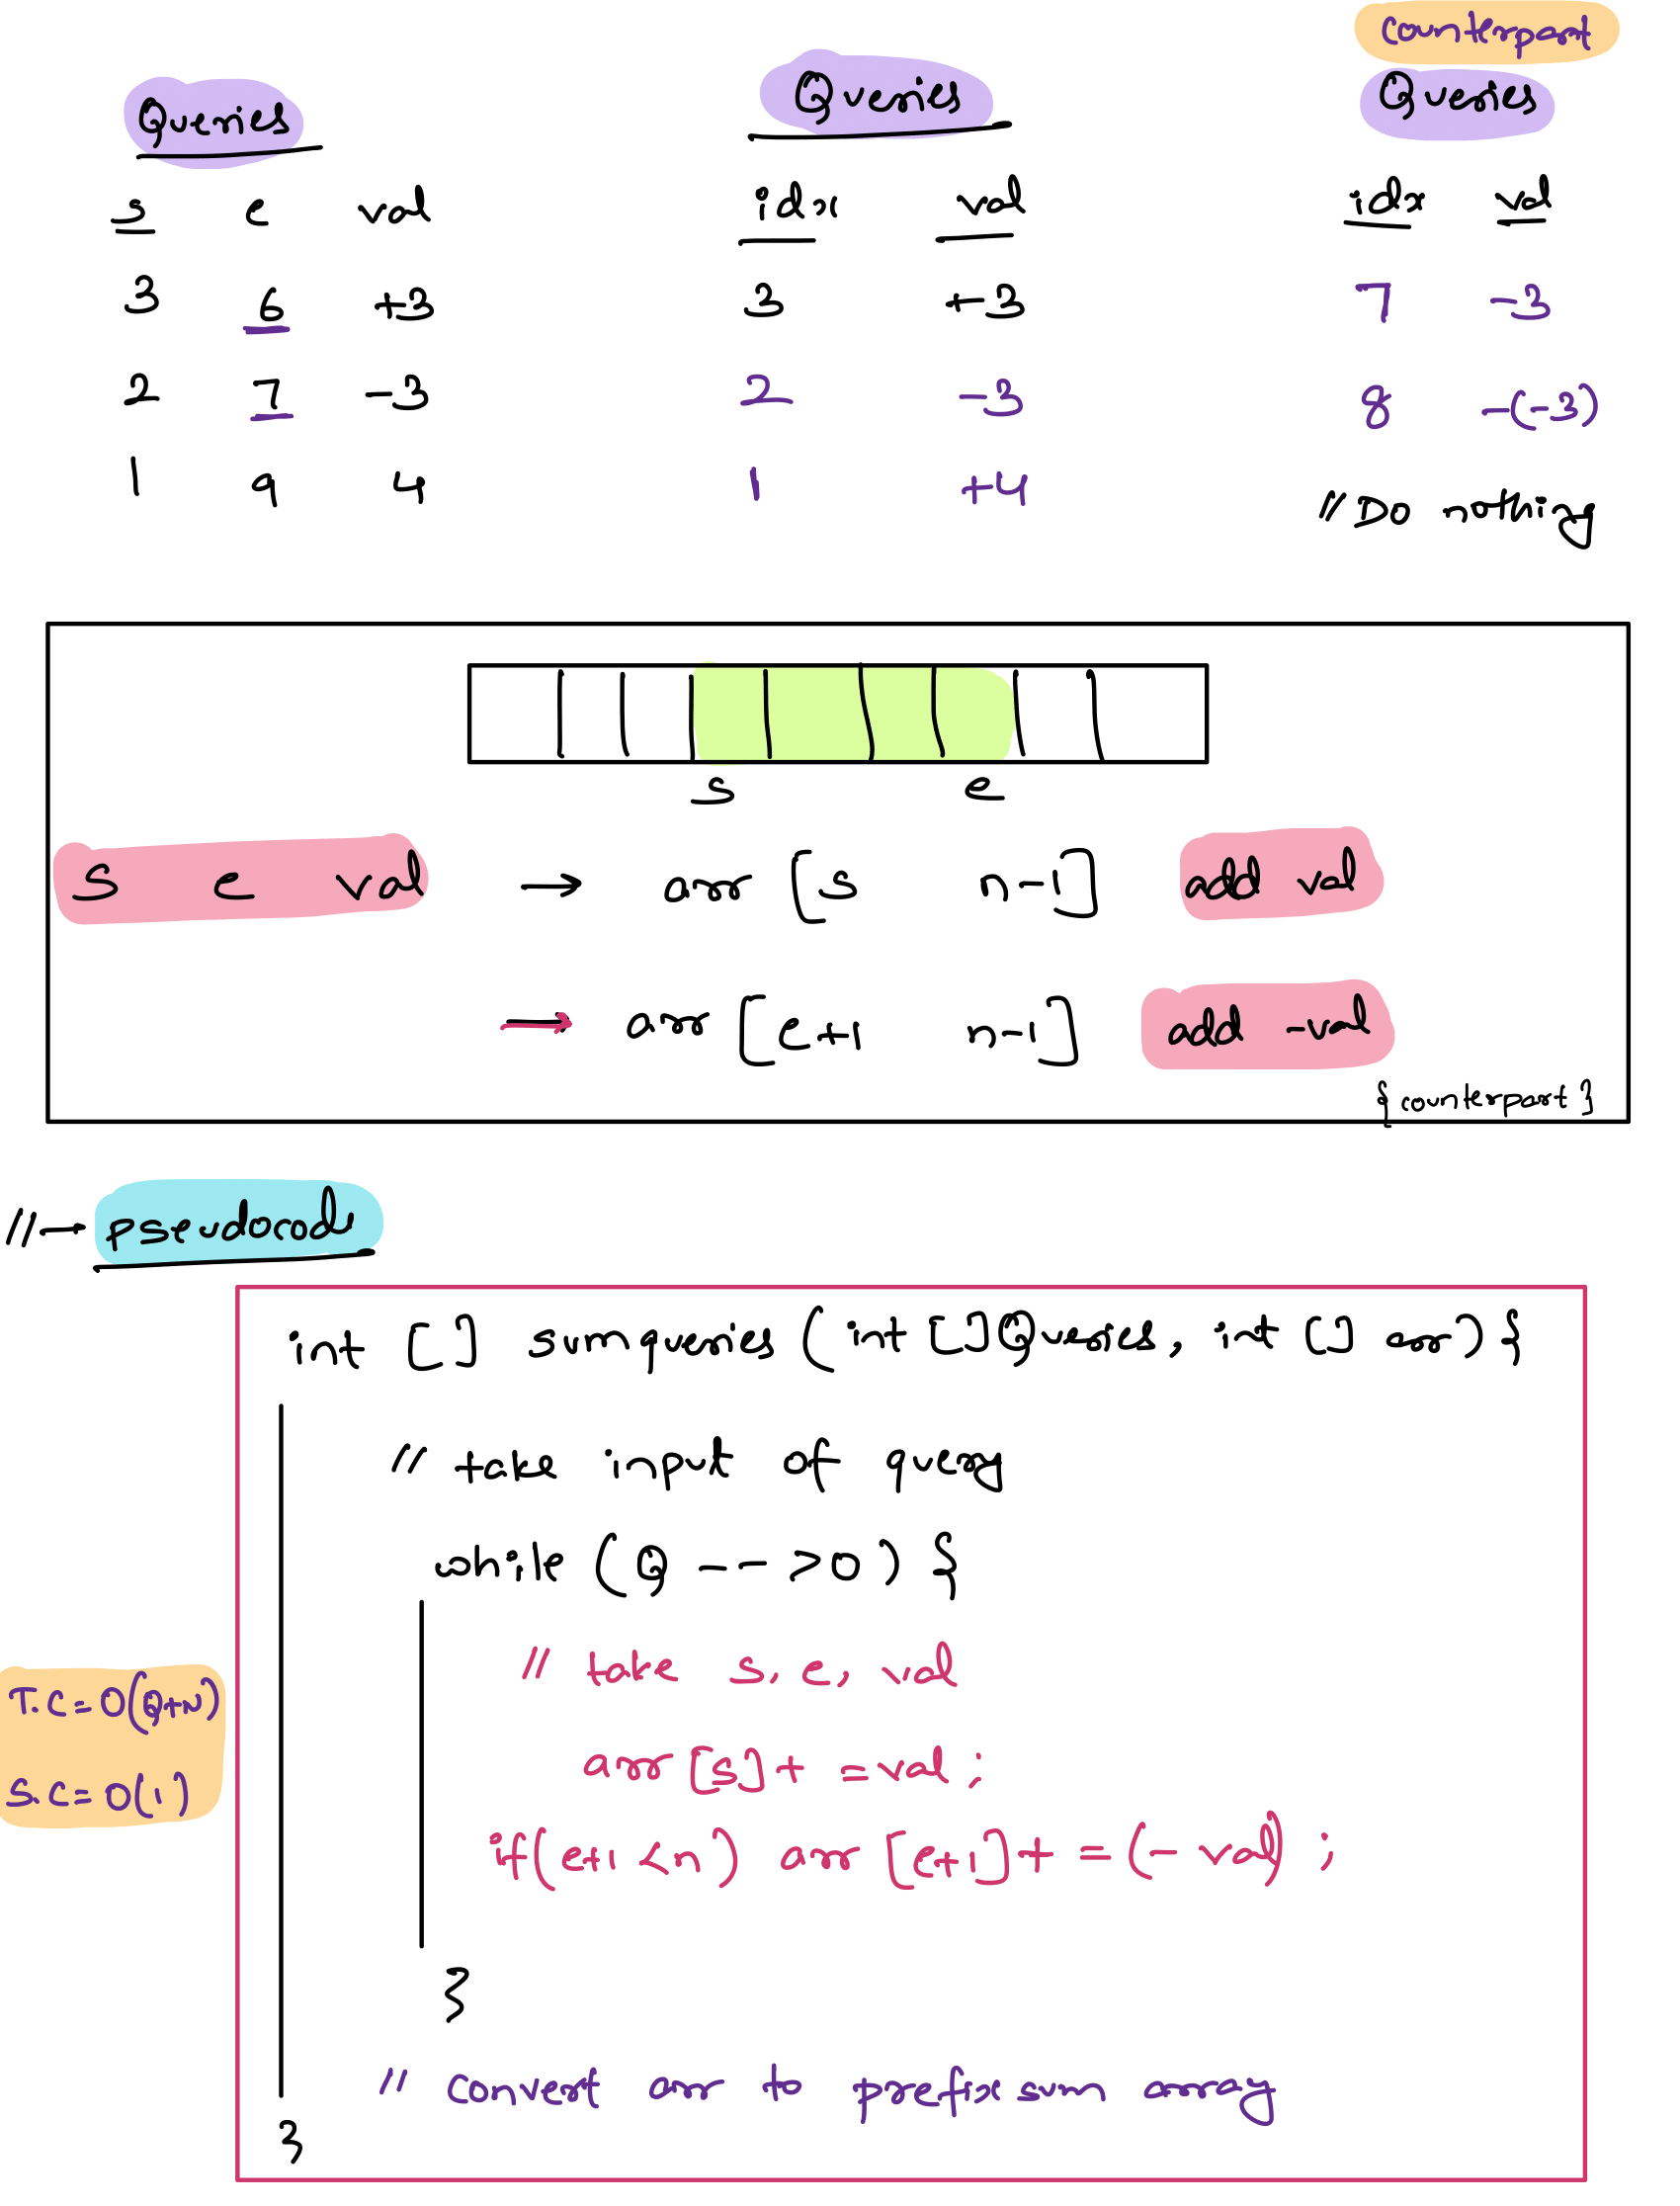 counterpart
Queries Queries Queries
s e val idx val idx val
3 6 +3 3 +3 7 -3
2 7 -3 2 -3 8 -(-3)
1 9 4 1 +4 // Do nothing
s e
s e val → arr [s n-1] add val
→ arr [e+1 n-1] add -val
{counterpart}
//→ pseudocode
int [] sumqueries (int []Queries, int [] arr) {
// take input of query
while (Q -- >0) {
// take s, e, val
T.C = O(Q+N)
arr [s] + = val ;
S.C = O(1)
if(e+1 <n) arr [e+1] + = (- val) ;
}
// convert arr to prefix sum array
}